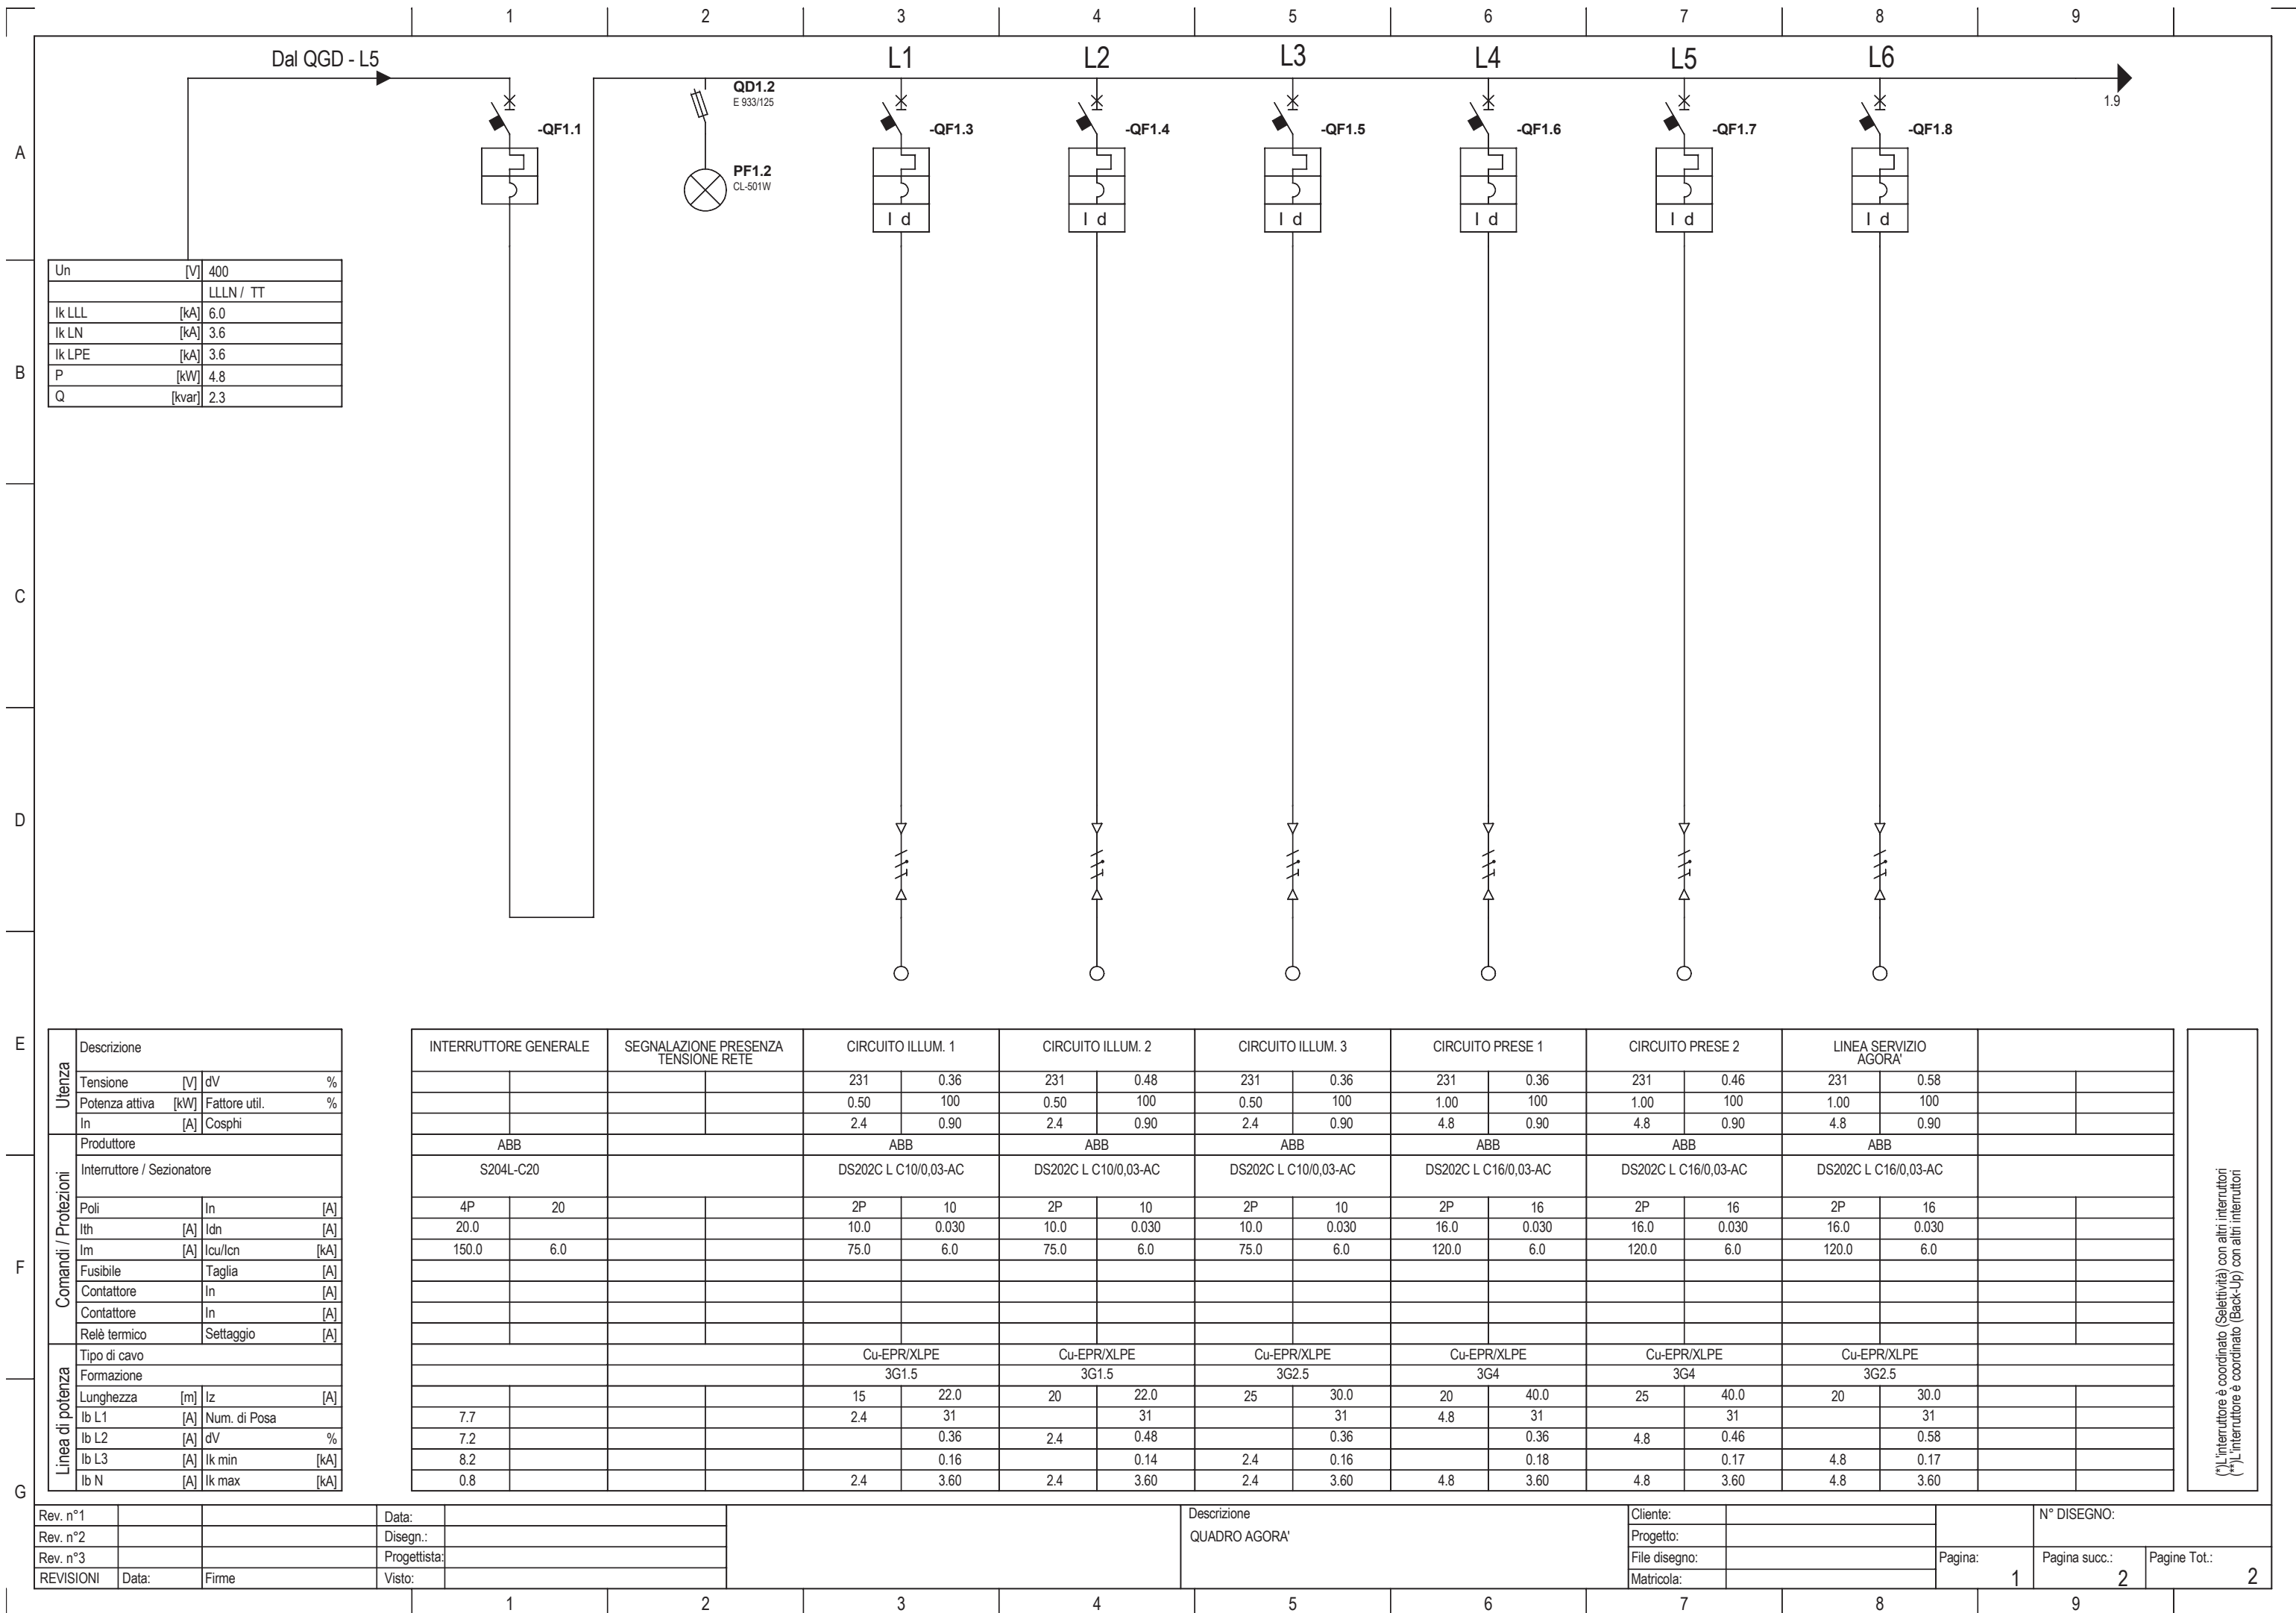 1 2 3 4 5 6 7 8 9
Dal QGD - L5
L1 L2 L3 L4 L5 L6
QD1.2
E 933/125
1.9
-QF1.1 -QF1.3 -QF1.4 -QF1.5 -QF1.6 -QF1.7 -QF1.8
A
PF1.2
CL-501W
I d I d I d I d I d I d
Un [V] 400
LLLN / TT
Ik LLL [kA] 6.0
Ik LN [kA] 3.6
Ik LPE [kA] 3.6
B
P [kW] 4.8
Q [kvar] 2.3
C
D
E
Utenza
Descrizione INTERRUTTORE GENERALE SEGNALAZIONE PRESENZA TENSIONE RETE CIRCUITO ILLUM. 1 CIRCUITO ILLUM. 2 CIRCUITO ILLUM. 3 CIRCUITO PRESE 1 CIRCUITO PRESE 2 LINEA SERVIZIO AGORA'
Tensione [V] dV % 231 0.36 231 0.48 231 0.36 231 0.36 231 0.46 231 0.58
Potenza attiva [kW] Fattore util. % 0.50 100 0.50 100 0.50 100 1.00 100 1.00 100 1.00 100
In [A] Cosphi 2.4 0.90 2.4 0.90 2.4 0.90 4.8 0.90 4.8 0.90 4.8 0.90
Comandi / Protezioni
Produttore ABB ABB ABB ABB ABB ABB ABB
Interruttore / Sezionatore S204L-C20 DS202C L C10/0,03-AC DS202C L C10/0,03-AC DS202C L C10/0,03-AC DS202C L C16/0,03-AC DS202C L C16/0,03-AC DS202C L C16/0,03-AC
Poli In [A] 4P 20 2P 10 2P 10 2P 10 2P 16 2P 16 2P 16
Ith [A] Idn [A] 20.0 10.0 0.030 10.0 0.030 10.0 0.030 16.0 0.030 16.0 0.030 16.0 0.030
Im [A] Icu/Icn [kA] 150.0 6.0 75.0 6.0 75.0 6.0 75.0 6.0 120.0 6.0 120.0 6.0 120.0 6.0
F
Fusibile Taglia [A]
Contattore In [A]
Contattore In [A]
Relè termico Settaggio [A]
Linea di potenza
Tipo di cavo Cu-EPR/XLPE Cu-EPR/XLPE Cu-EPR/XLPE Cu-EPR/XLPE Cu-EPR/XLPE Cu-EPR/XLPE
Formazione 3G1.5 3G1.5 3G2.5 3G4 3G4 3G2.5
Lunghezza [m] Iz [A] 15 22.0 20 22.0 25 30.0 20 40.0 25 40.0 20 30.0
Ib L1 [A] Num. di Posa 7.7 2.4 31 31 31 4.8 31 31 31
Ib L2 [A] dV % 7.2 0.36 2.4 0.48 0.36 0.36 4.8 0.46 0.58
Ib L3 [A] Ik min [kA] 8.2 0.16 0.14 2.4 0.16 0.18 0.17 4.8 0.17
Ib N [A] Ik max [kA] 0.8 2.4 3.60 2.4 3.60 2.4 3.60 4.8 3.60 4.8 3.60 4.8 3.60
G
(*)L'interruttore è coordinato (Selettività) con altri interruttori
(**)L'interruttore è coordinato (Back-Up) con altri interruttori
Rev. n°1 Data: Descrizione Cliente: N° DISEGNO:
Rev. n°2 Disegn.: QUADRO AGORA' Progetto:
Rev. n°3 Progettista: File disegno: Pagina: Pagina succ.: Pagine Tot.:
REVISIONI Data: Firme Visto: Matricola: 1 2 2
1 2 3 4 5 6 7 8 9